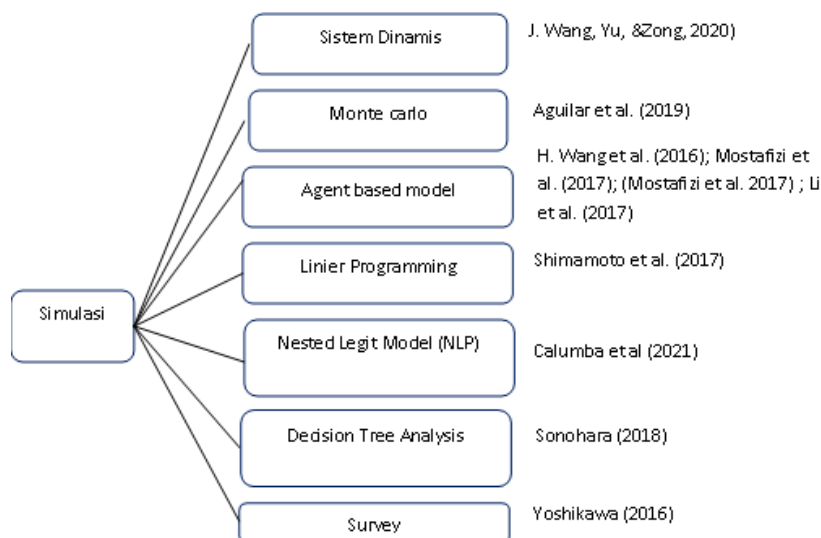 Sistem Dinamis
J. Wang, Yu, &Zong, 2020)
Monte carlo
Aguilar et al. (2019)
Agent based model
H. Wang et al. (2016); Mostafizi et
al. (2017); (Mostafizi et al. 2017) ; Li
et al. (2017)
Linier Programming
Shimamoto et al. (2017)
Simulasi
Nested Legit Model (NLP)
Calumba et al (2021)
Decision Tree Analysis
Sonohara (2018)
Survey
Yoshikawa (2016)